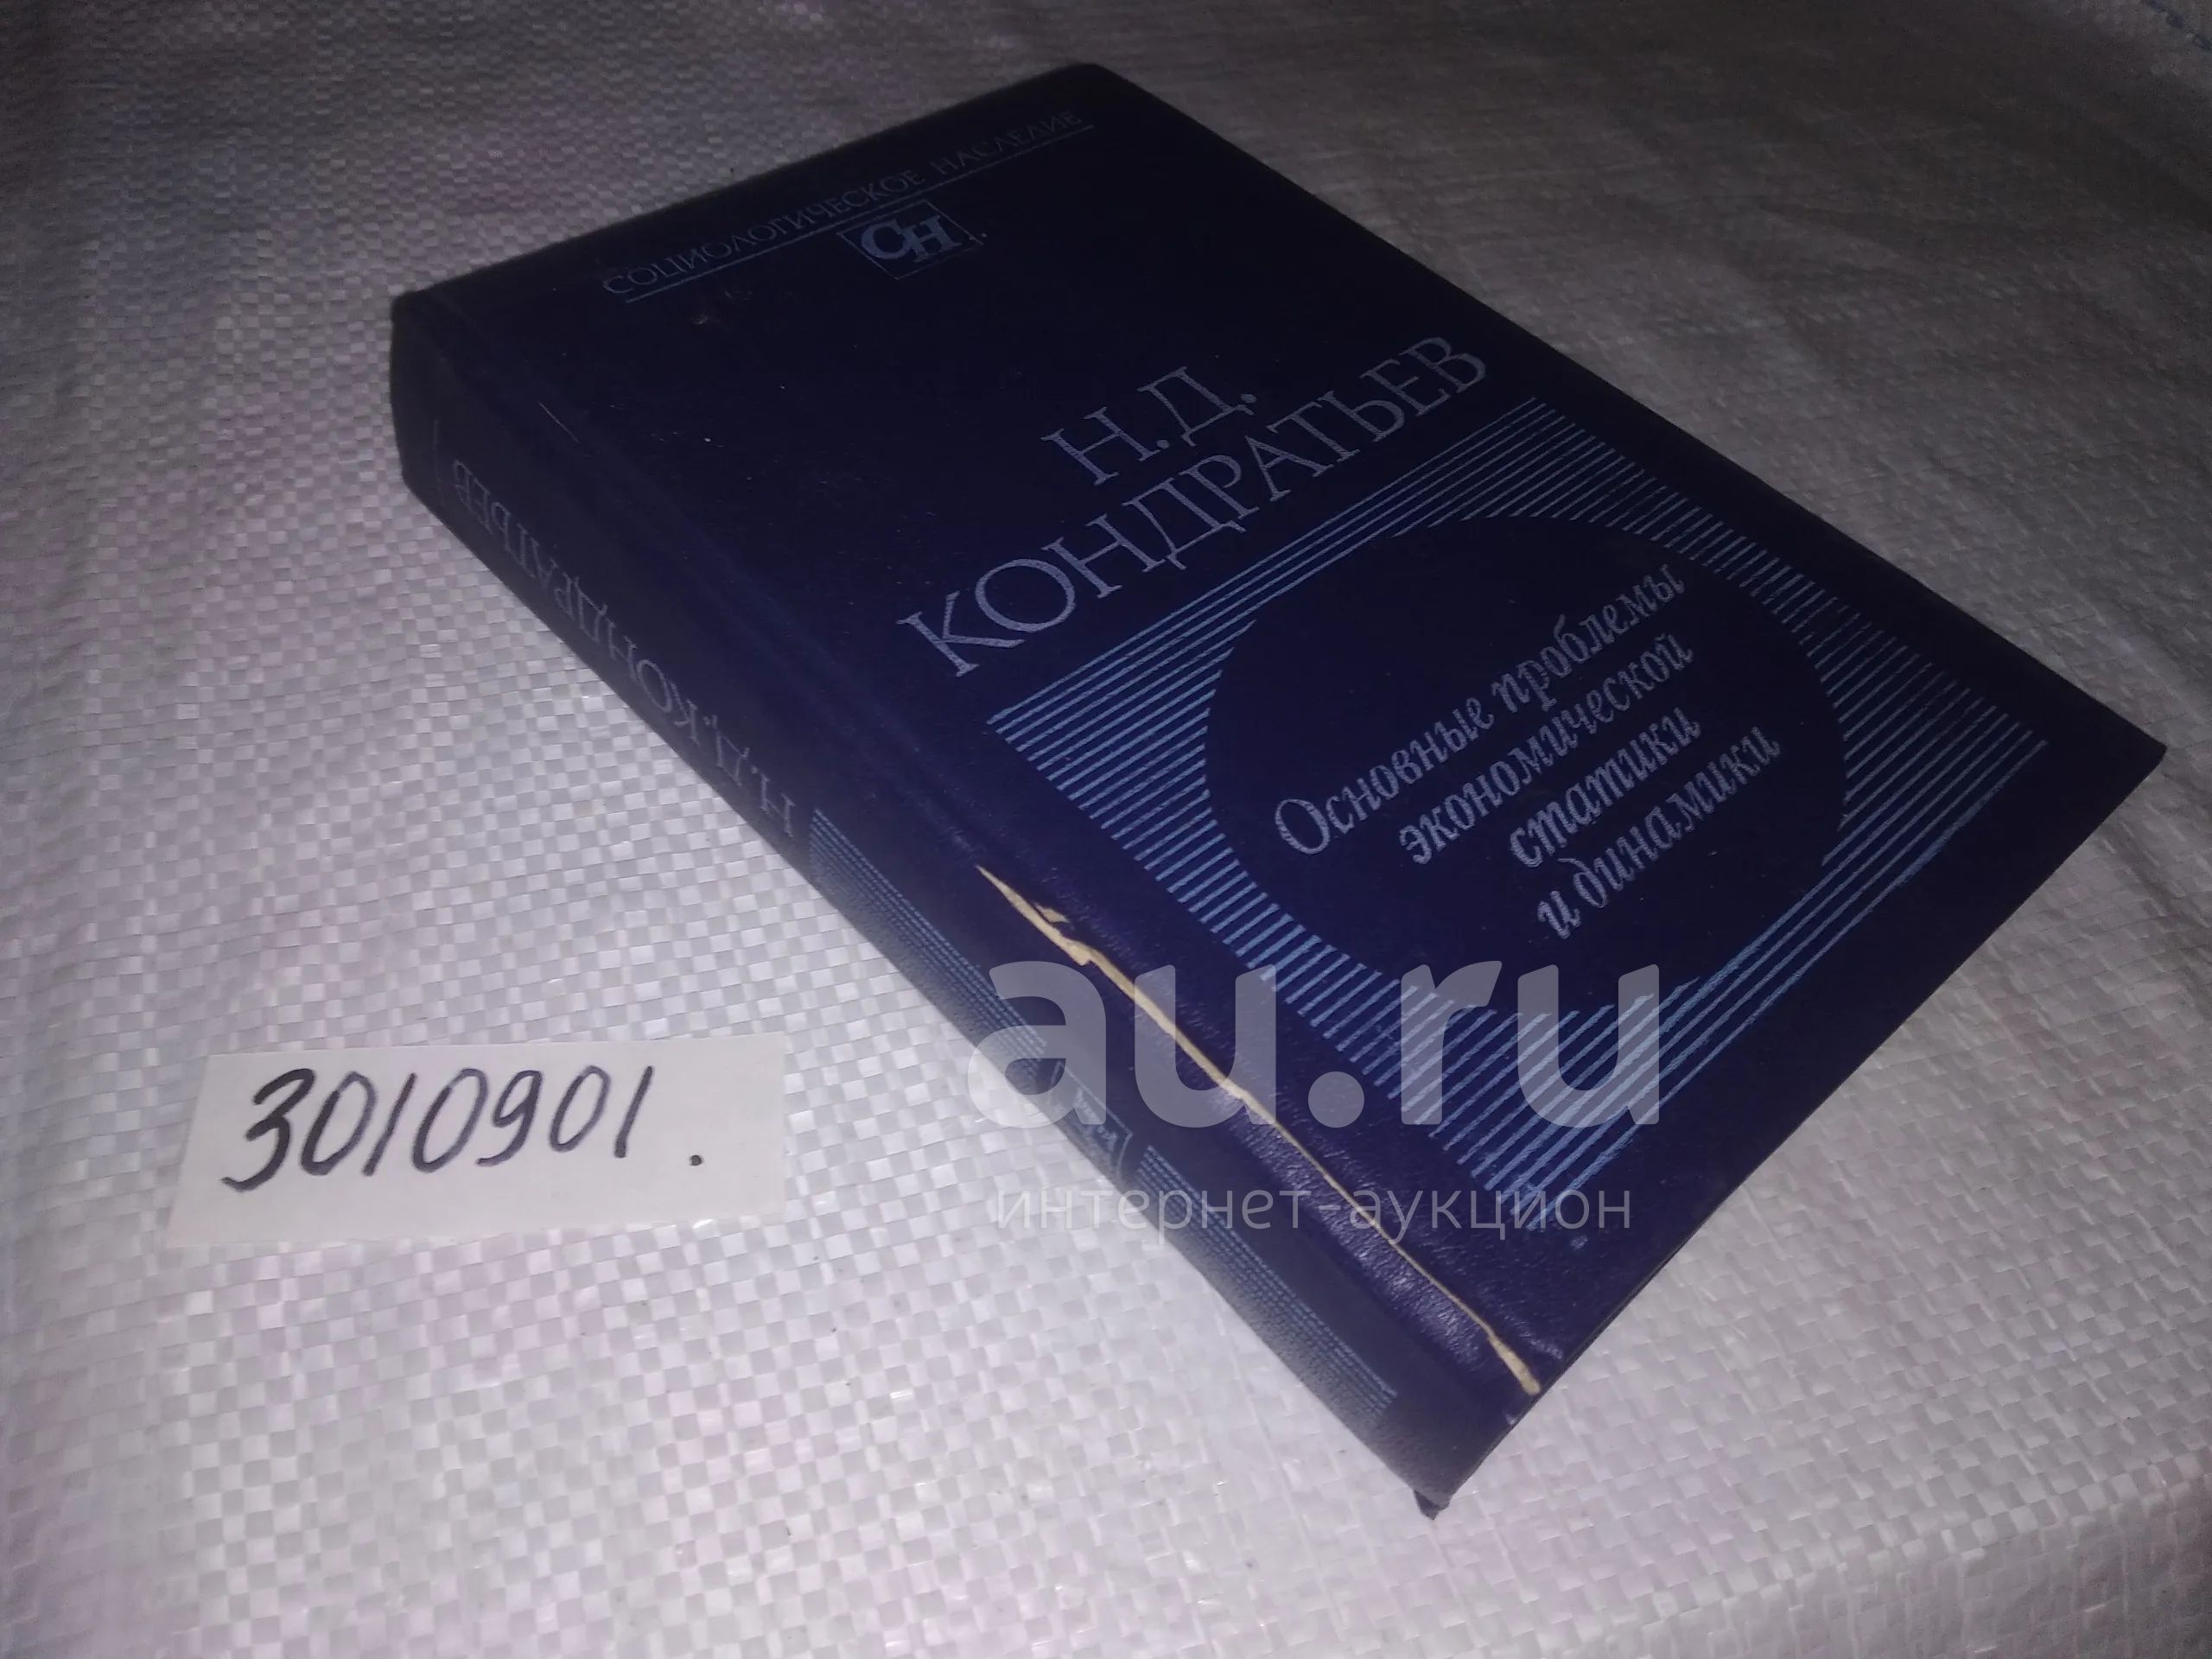 СОЦИОЛОГИЧЕСКОЕ НАСЛЕДИЕ
СН
Н.Д.
КОНДРАТЬЕВ
Основные проблемы
экономической
статики
и динамики
Н.Д. КОНДРАТЬЕВ
3010901.
au.ru
интернет-аукцион